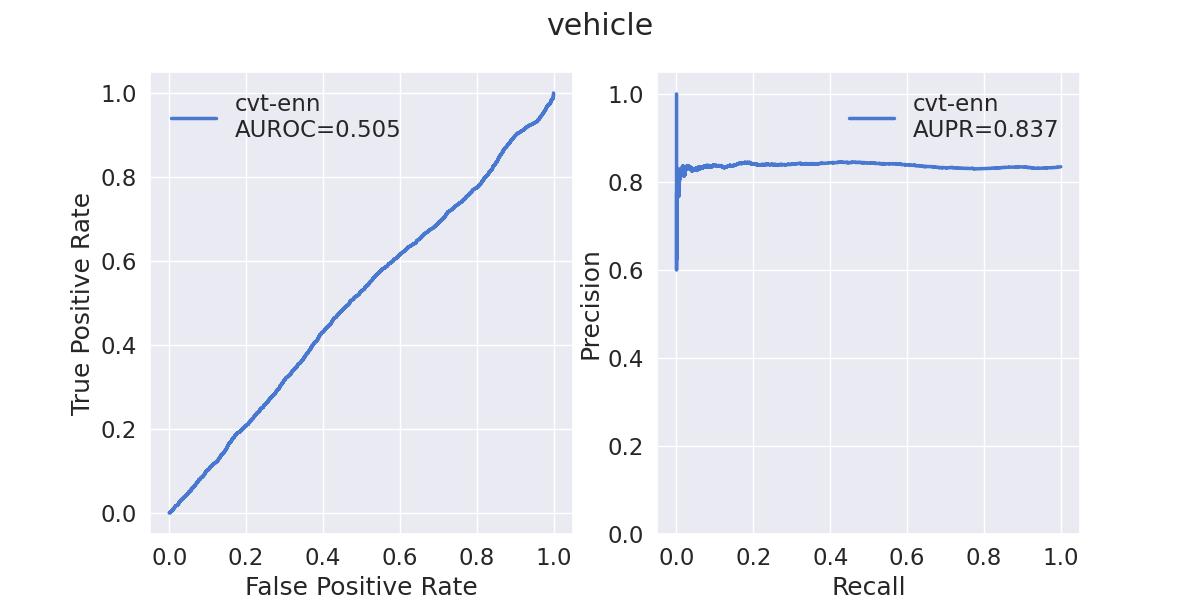 vehicle
cvt-enn
AUROC=0.505
1.0
0.8
0.6
0.4
0.2
0.0
True Positive Rate
0.0 0.2 0.4 0.6 0.8 1.0
False Positive Rate
cvt-enn
AUPR=0.837
1.0
0.8
0.6
0.4
0.2
0.0
Precision
0.0 0.2 0.4 0.6 0.8 1.0
Recall